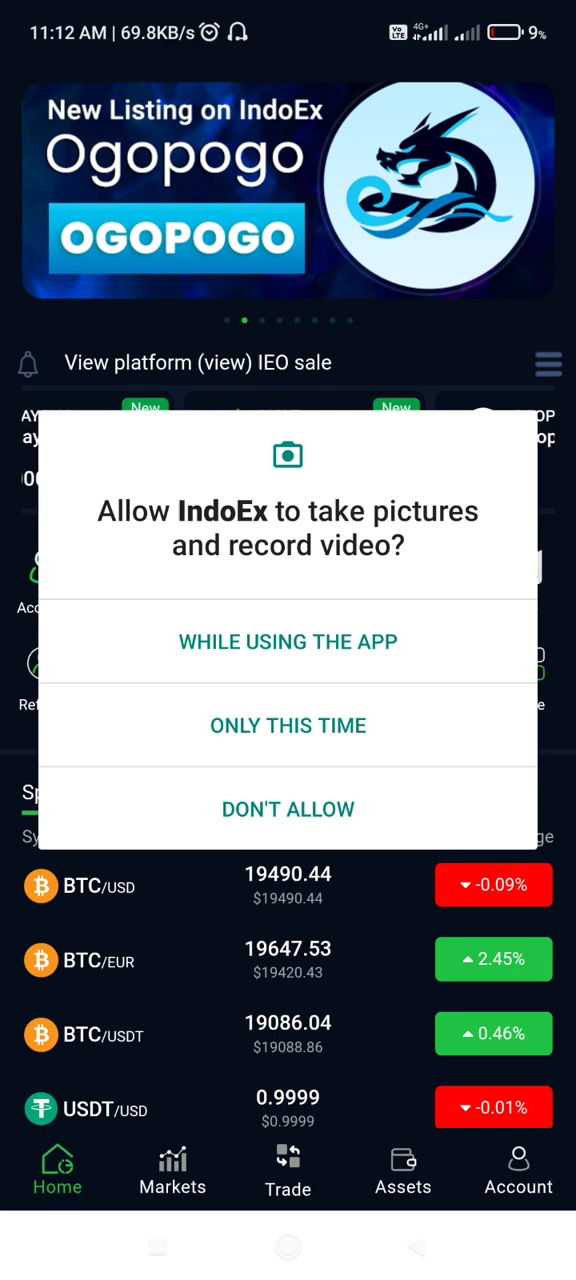 11:12 AM | 69.8KB/s
Vo LTE 4G+ 9%
New Listing on IndoEx
Ogopogo
OGOPOGO
View platform (view) IEO sale
New New
Allow IndoEx to take pictures
and record video?
WHILE USING THE APP
ONLY THIS TIME
DON'T ALLOW
BTC/USD 19490.44 -0.09%
$19490.44
BTC/EUR 19647.53 2.45%
$19420.43
BTC/USDT 19086.04 0.46%
$19088.86
USDT/USD 0.9999 -0.01%
$0.9999
Home Markets Trade Assets Account